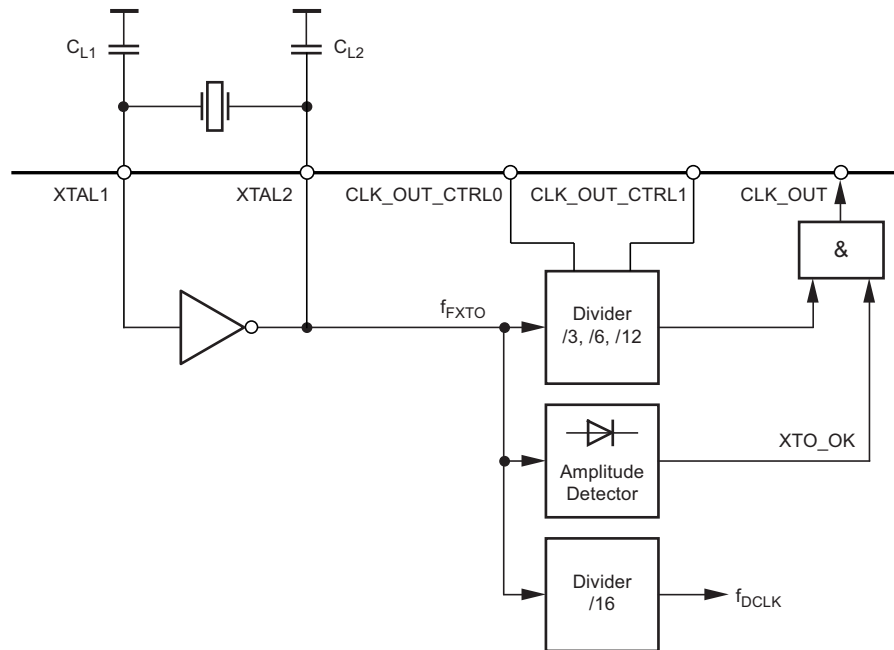 CL1
CL2
XTAL1
XTAL2
CLK_OUT_CTRL0
CLK_OUT_CTRL1
CLK_OUT
&
fFXTO
Divider
/3, /6, /12
XTO_OK
Amplitude
Detector
Divider
/16
fDCLK